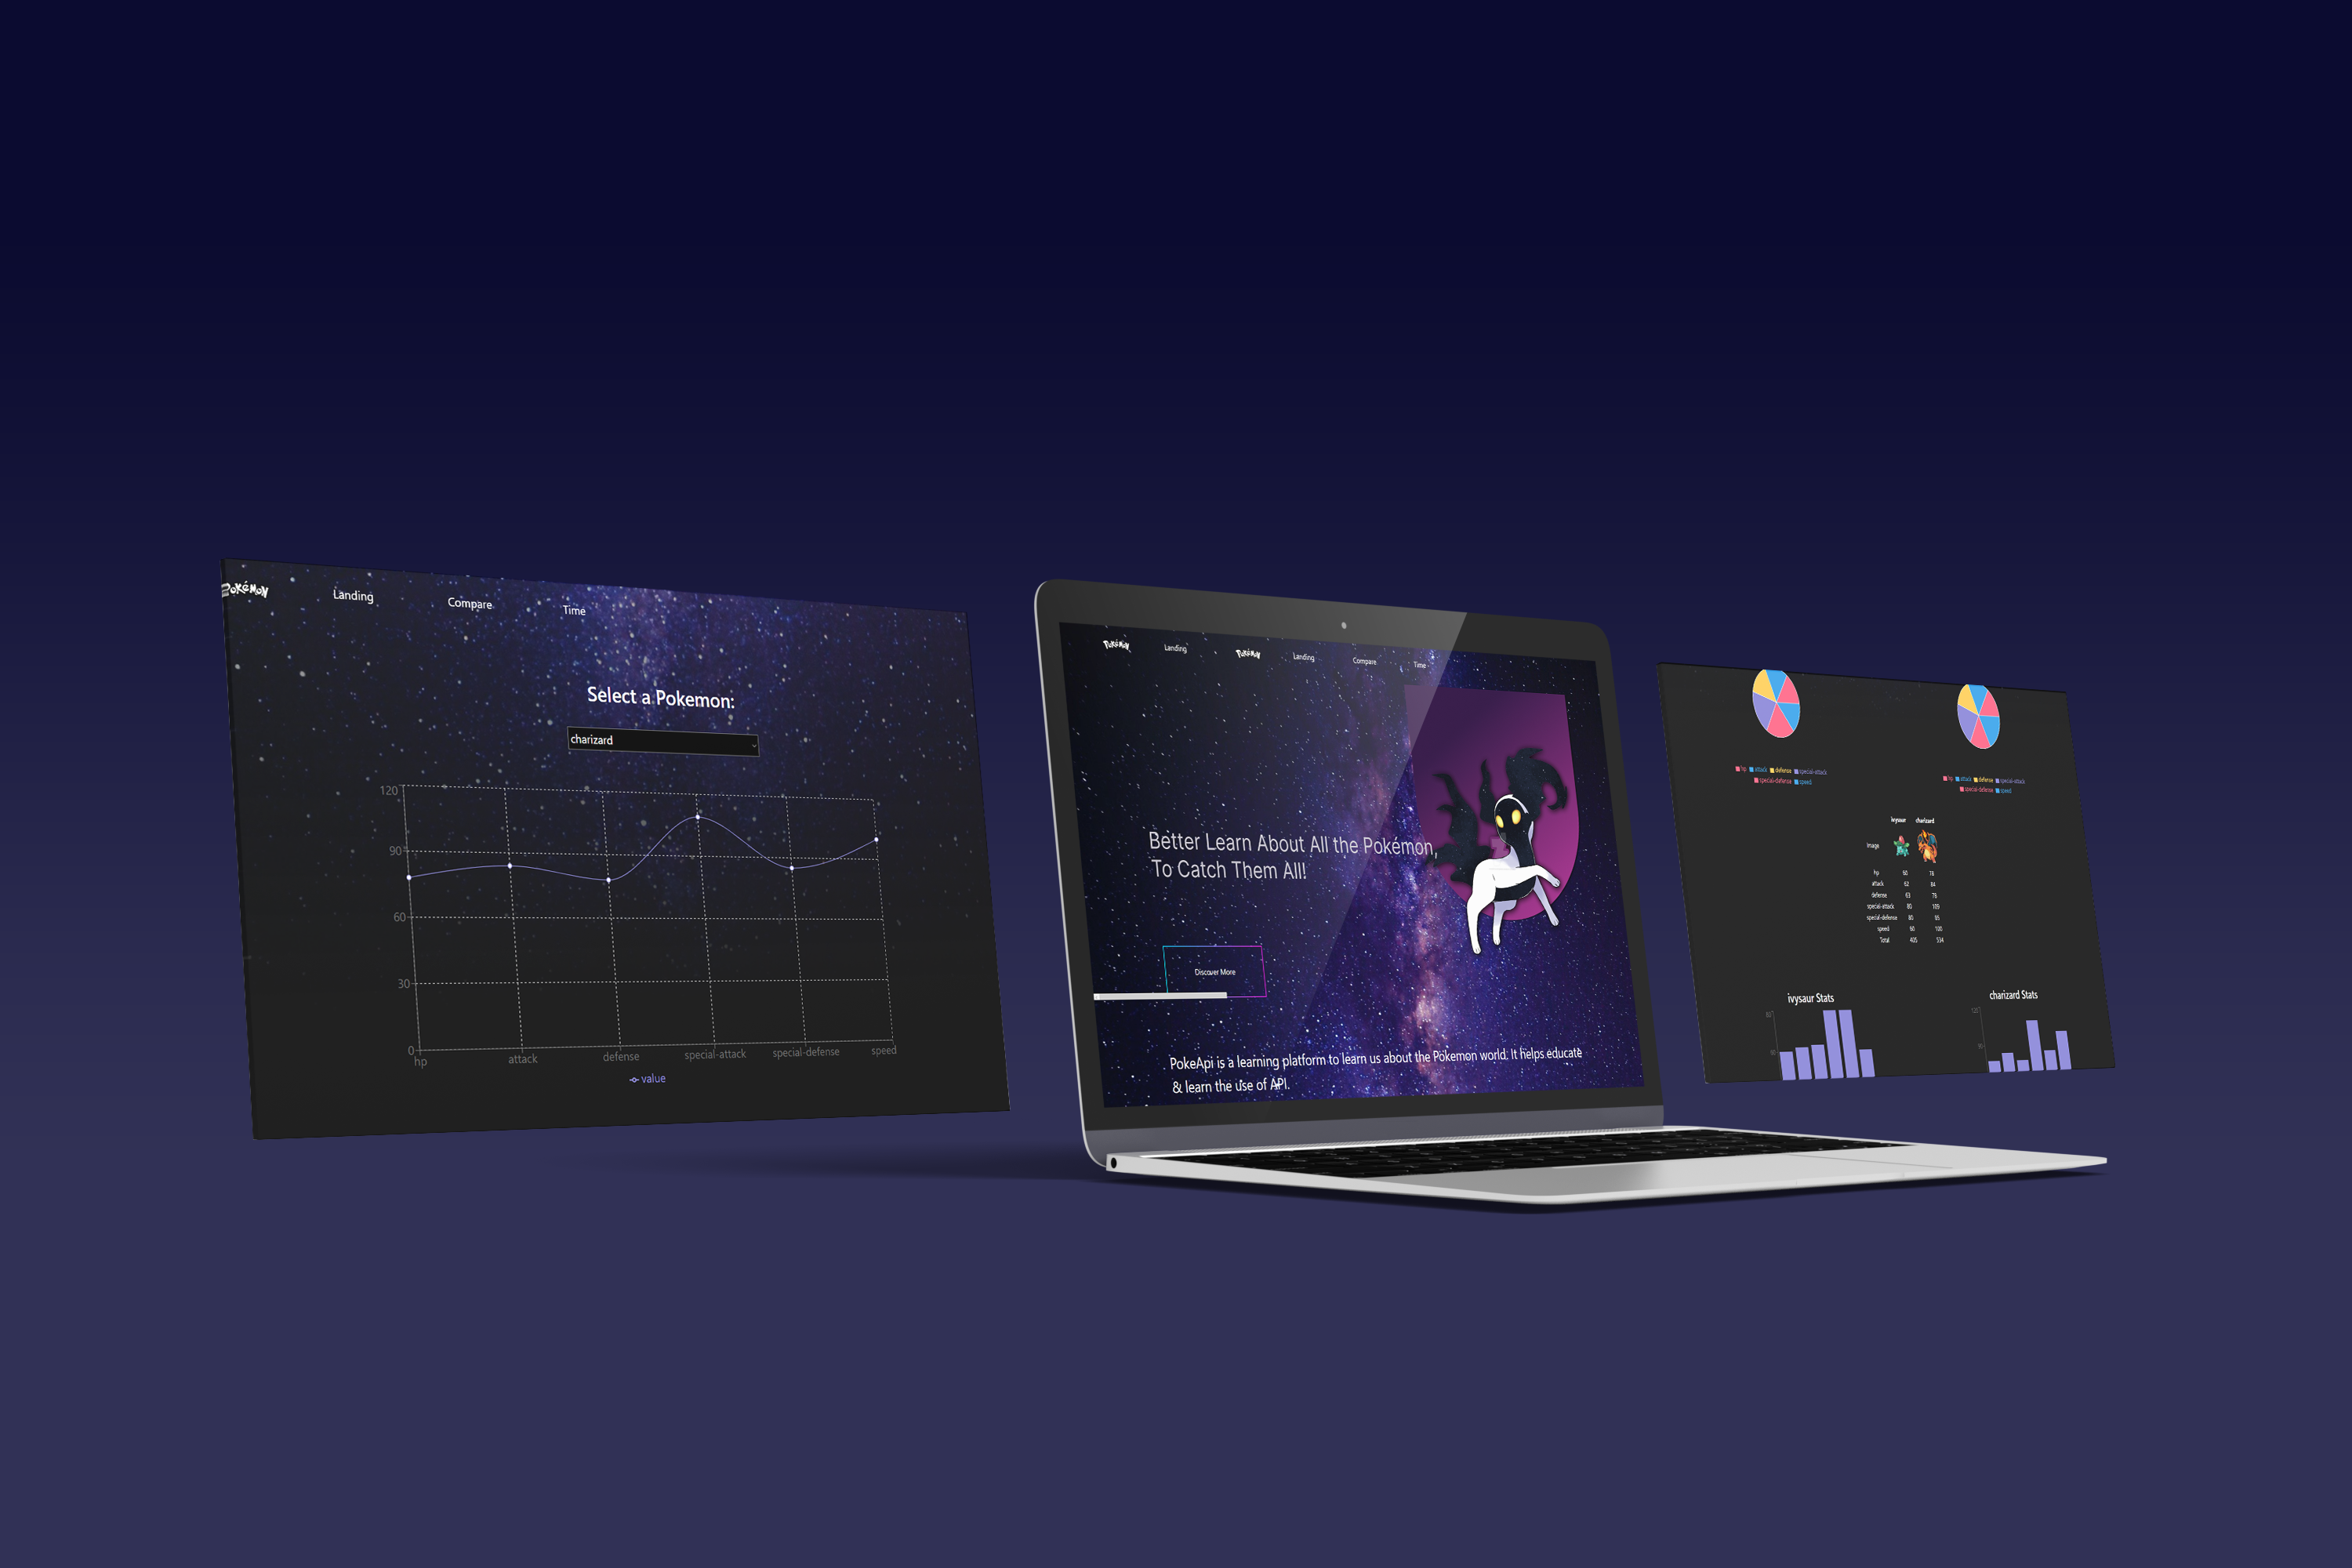 Pokémon Landing Compare Time
Select a Pokemon:
charizard
120
90
60
30
0
hp attack defense special-attack special-defense speed
value
Pokémon Landing Pokémon Landing Compare Time
Better Learn About All the Pokémon,
To Catch Them All!
Discover More
PokeApi is a learning platform to learn us about the Pokemon world. It helps educate
& learn the use of API.
hp attack defense special-attack
special-defense speed
hp attack defense special-attack
special-defense speed
ivysaur charizard
Image
hp 60 78
attack 62 84
defense 63 78
special-attack 80 109
special-defense 80 85
speed 60 100
Total 405 534
ivysaur Stats
charizard Stats
120
90